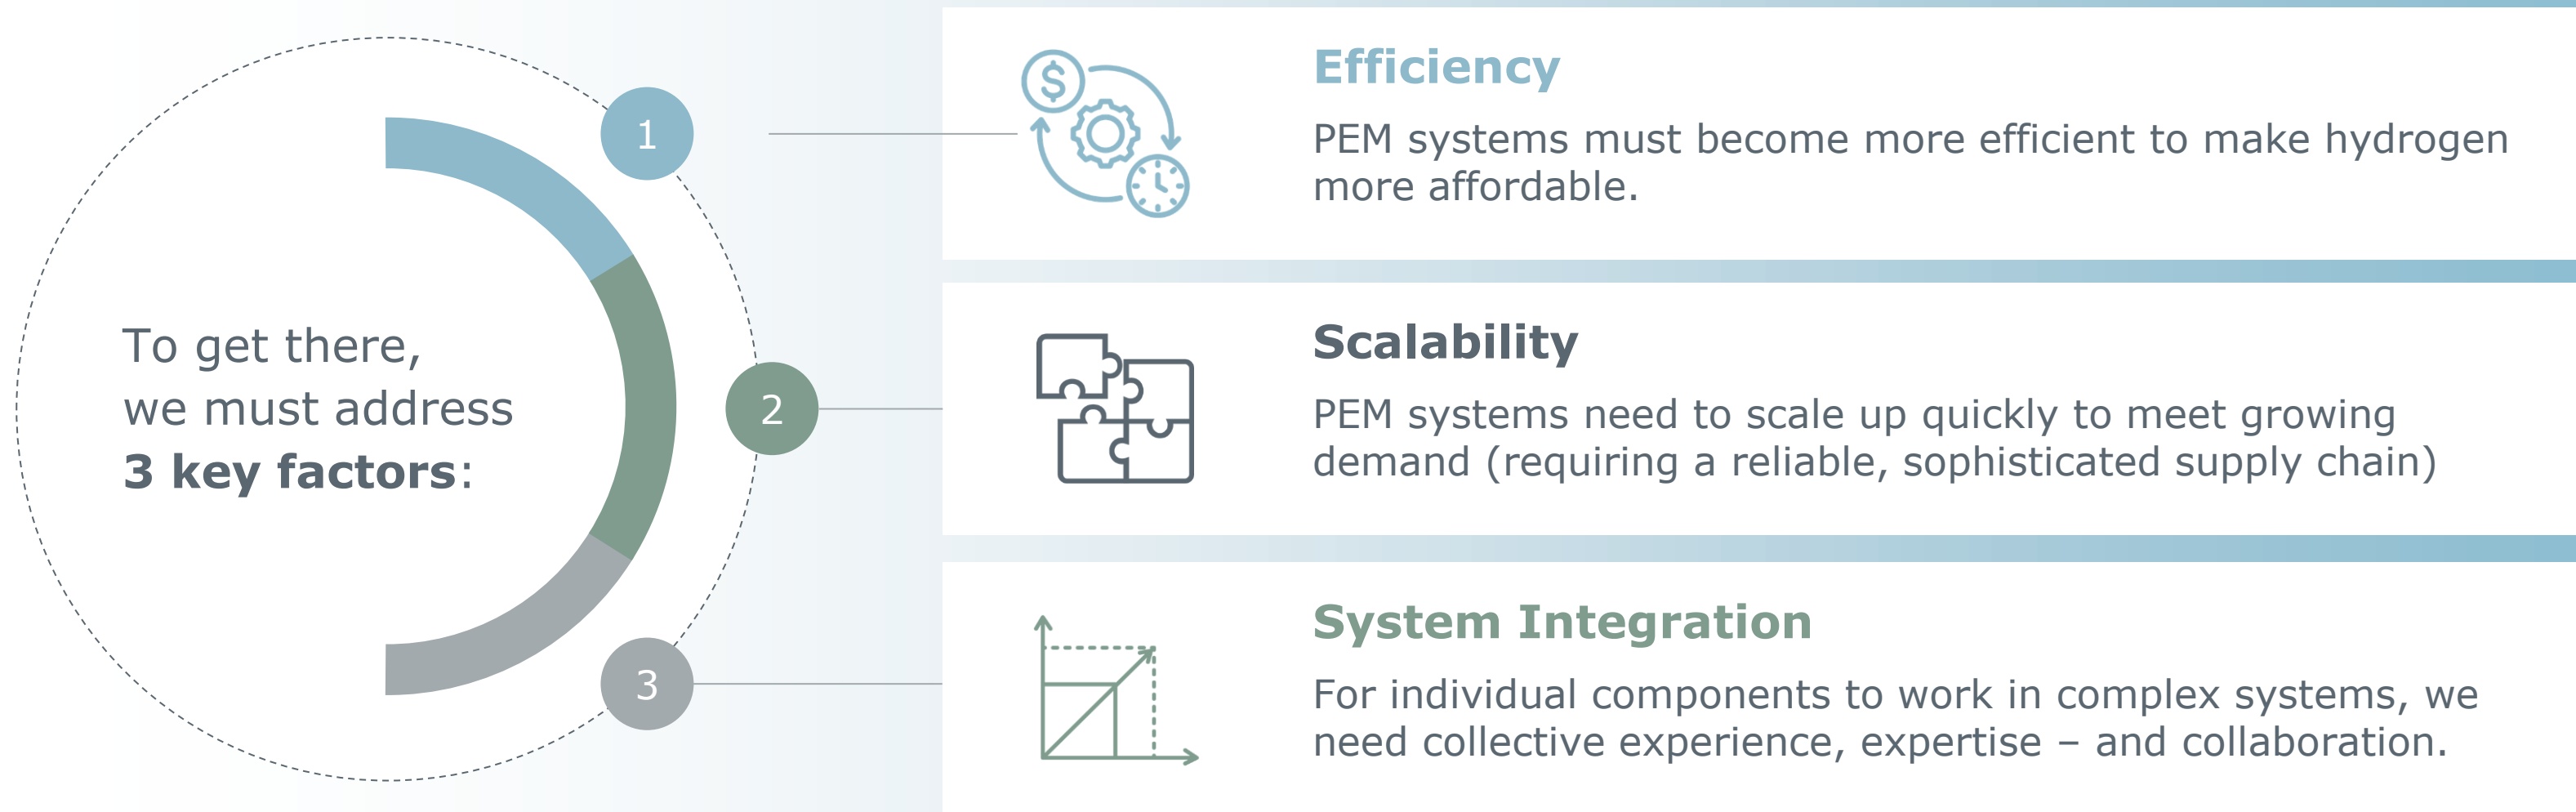 To get there,
we must address
3 key factors:
1
Efficiency
PEM systems must become more efficient to make hydrogen
more affordable.
2
Scalability
PEM systems need to scale up quickly to meet growing
demand (requiring a reliable, sophisticated supply chain)
3
System Integration
For individual components to work in complex systems, we
need collective experience, expertise – and collaboration.